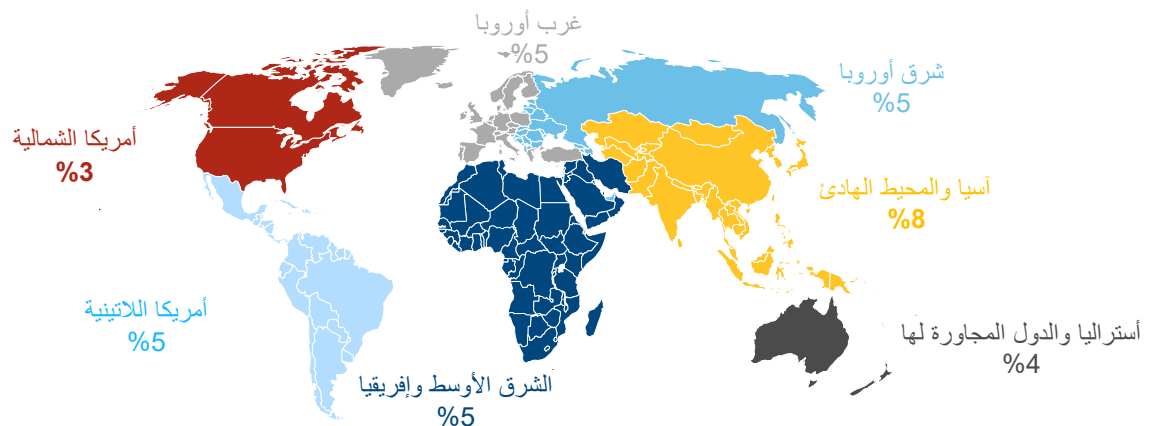 غرب أوروبا
%5
شرق أوروبا
%5
أمريكا الشمالية
%3
آسيا والمحيط الهادئ
%8
أمريكا اللاتينية
%5
أستراليا والدول المجاورة لها
%4
الشرق الأوسط وإفريقيا
%5